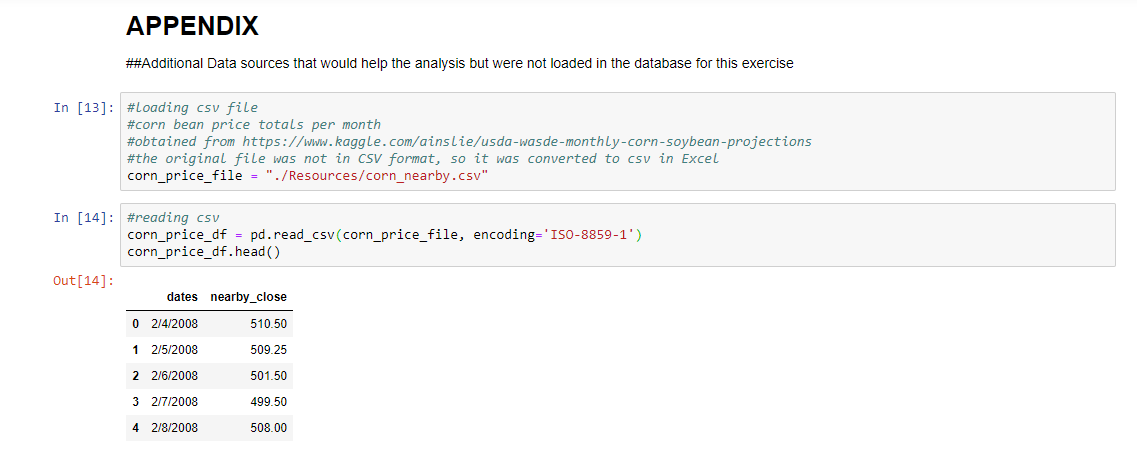 APPENDIX
##Additional Data sources that would help the analysis but were not loaded in the database for this exercise
In [13]: #loading csv file
#corn bean price totals per month
#obtained from https://www.kaggle.com/ainslie/usda-wasde-monthly-corn-soybean-projections
#the original file was not in CSV format, so it was converted to csv in Excel
corn_price_file = "./Resources/corn_nearby.csv"
In [14]: #reading csv
corn_price_df = pd.read_csv(corn_price_file, encoding='ISO-8859-1')
corn_price_df.head()
Out[14]:
dates nearby_close
0 2/4/2008 510.50
1 2/5/2008 509.25
2 2/6/2008 501.50
3 2/7/2008 499.50
4 2/8/2008 508.00